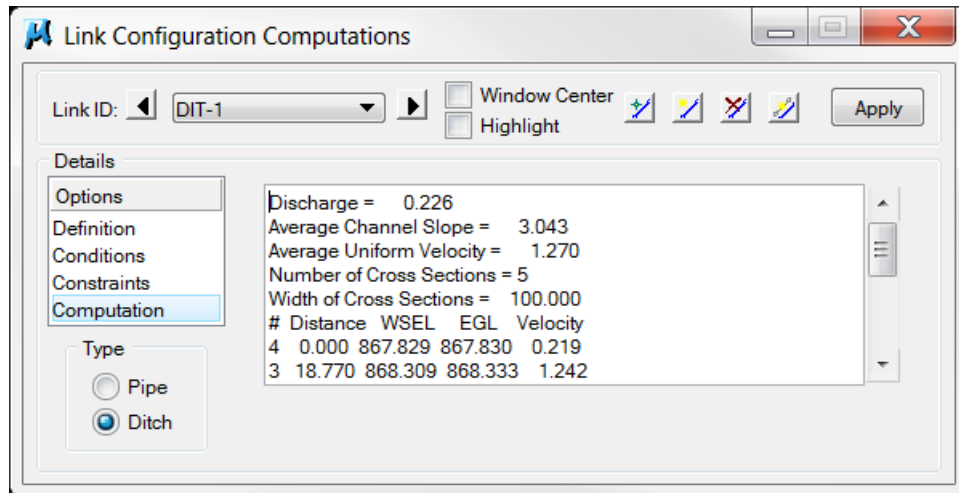 Link Configuration Computations
Link ID: DIT-1 Window Center
Highlight
Apply
Details
Options
Definition
Conditions
Constraints
Computation
Type
Pipe
Ditch
Discharge = 0.226
Average Channel Slope = 3.043
Average Uniform Velocity = 1.270
Number of Cross Sections = 5
Width of Cross Sections = 100.000
# Distance WSEL EGL Velocity
4 0.000 867.829 867.830 0.219
3 18.770 868.309 868.333 1.242